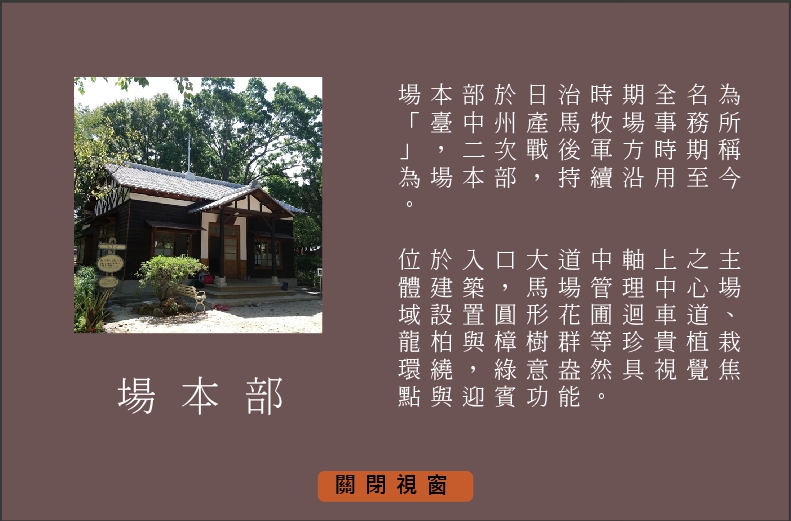 場本部於日治時期全名為
「臺中州產馬牧場事務所
」，二次戰後軍方時期稱
為場本部，持續沿用至今
。
位於入口大道中軸上之主
體建築，馬場管理中心場
域設置圓形花圃迴車道、
龍柏與樟樹群等珍貴植栽
環繞，綠意盎然具視覺焦
點與迎賓功能。
場本部
關閉視窗